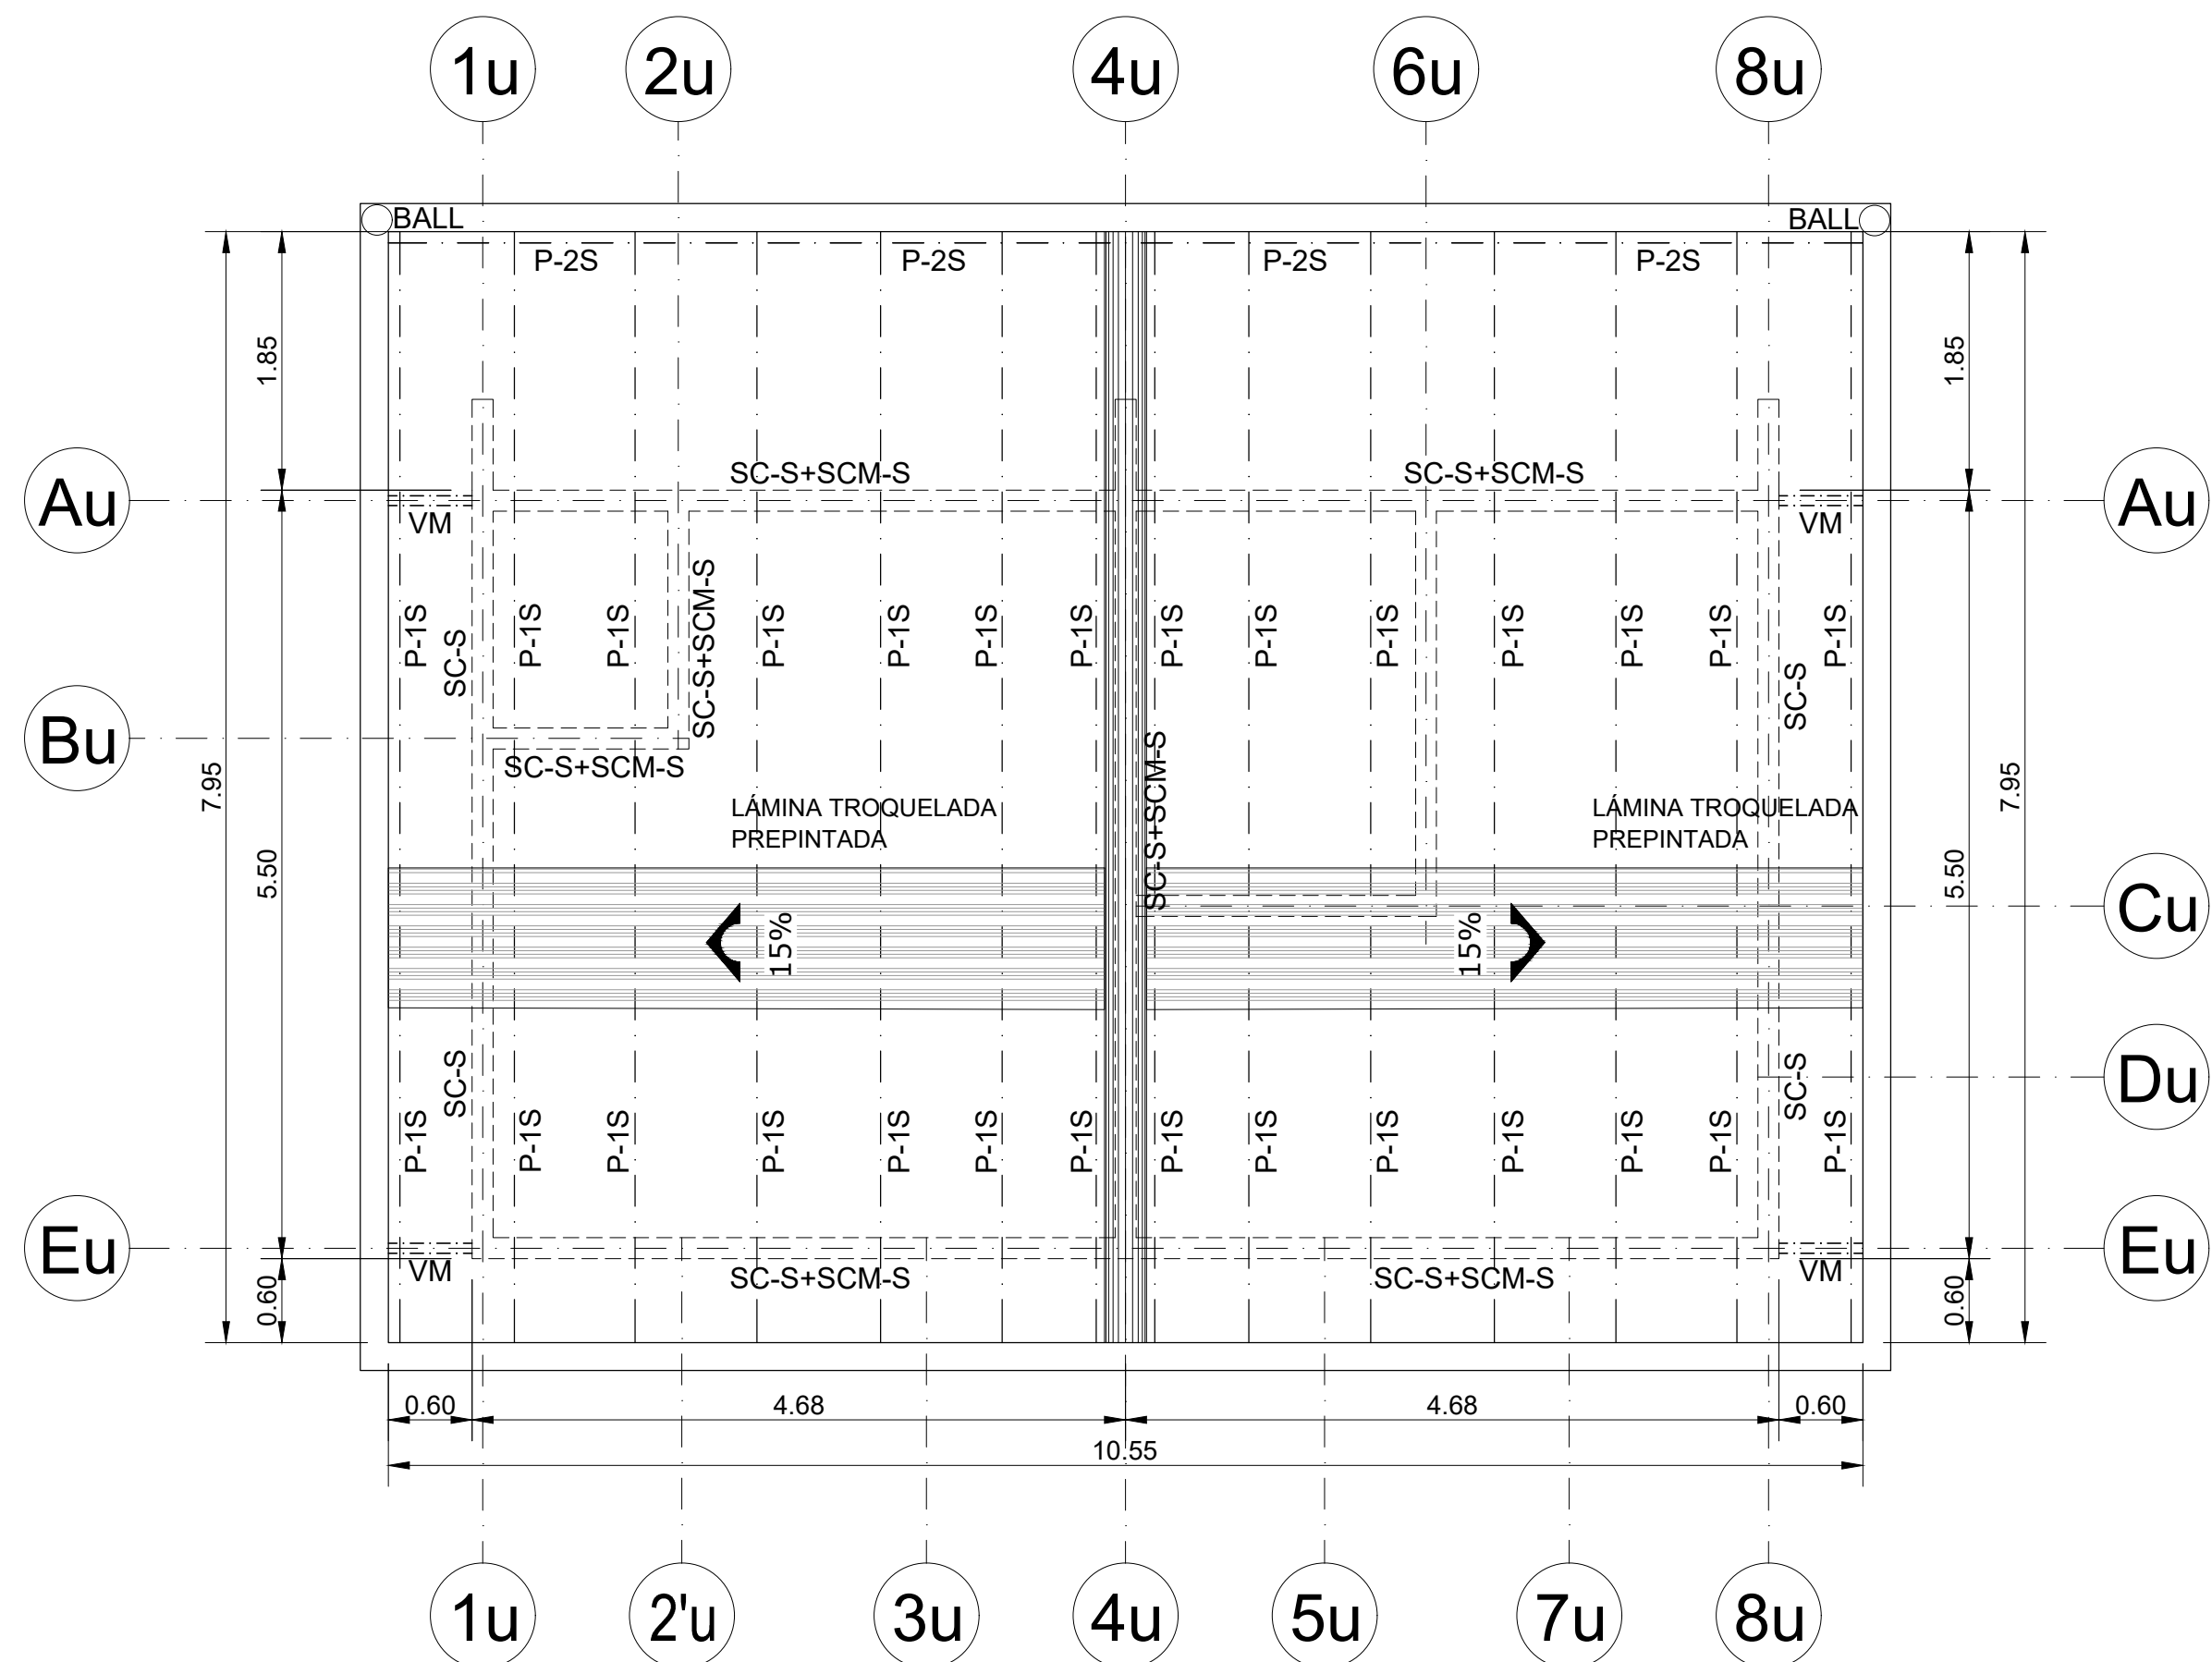 1u 2u 4u 6u 8u
BALL BALL
P-2S P-2S P-2S P-2S
1.85 1.85
SC-S+SCM-S SC-S+SCM-S
Au VM VM Au
P-1S SC-S P-1S P-1S SC-S+SCM-S P-1S P-1S P-1S P-1S P-1S P-1S P-1S P-1S P-1S P-1S SC-S P-1S
Bu
SC-S+SCM-S
7.95 7.95
LÁMINA TROQUELADA LÁMINA TROQUELADA
PREPINTADA PREPINTADA
SC-S+SCM-S
5.50 5.50
Cu
15% 15%
SC-S SC-S
Du
P-1S P-1S P-1S P-1S P-1S P-1S P-1S P-1S P-1S P-1S P-1S P-1S P-1S P-1S
Eu VM VM Eu
SC-S+SCM-S SC-S+SCM-S
0.60 0.60
0.60 4.68 4.68 0.60
10.55
1u 2'u 3u 4u 5u 7u 8u